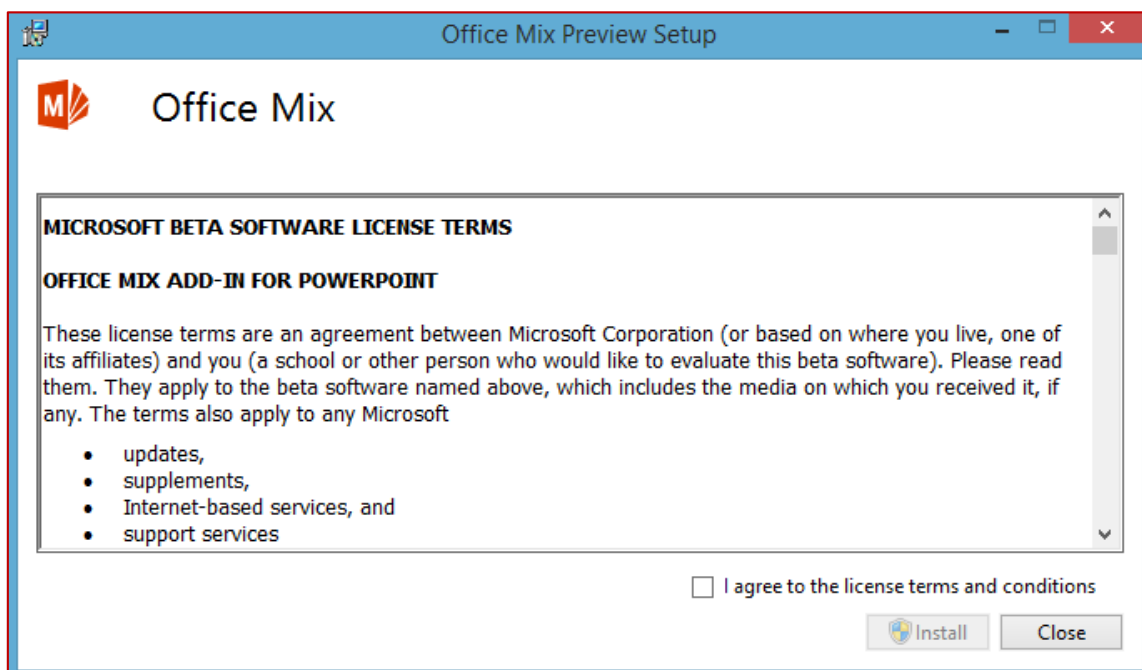 Office Mix Preview Setup
M
Office Mix
MICROSOFT BETA SOFTWARE LICENSE TERMS
OFFICE MIX ADD-IN FOR POWERPOINT
These license terms are an agreement between Microsoft Corporation (or based on where you live, one of
its affiliates) and you (a school or other person who would like to evaluate this beta software). Please read
them. They apply to the beta software named above, which includes the media on which you received it, if
any. The terms also apply to any Microsoft
• updates,
• supplements,
• Internet-based services, and
• support services
I agree to the license terms and conditions
Install
Close